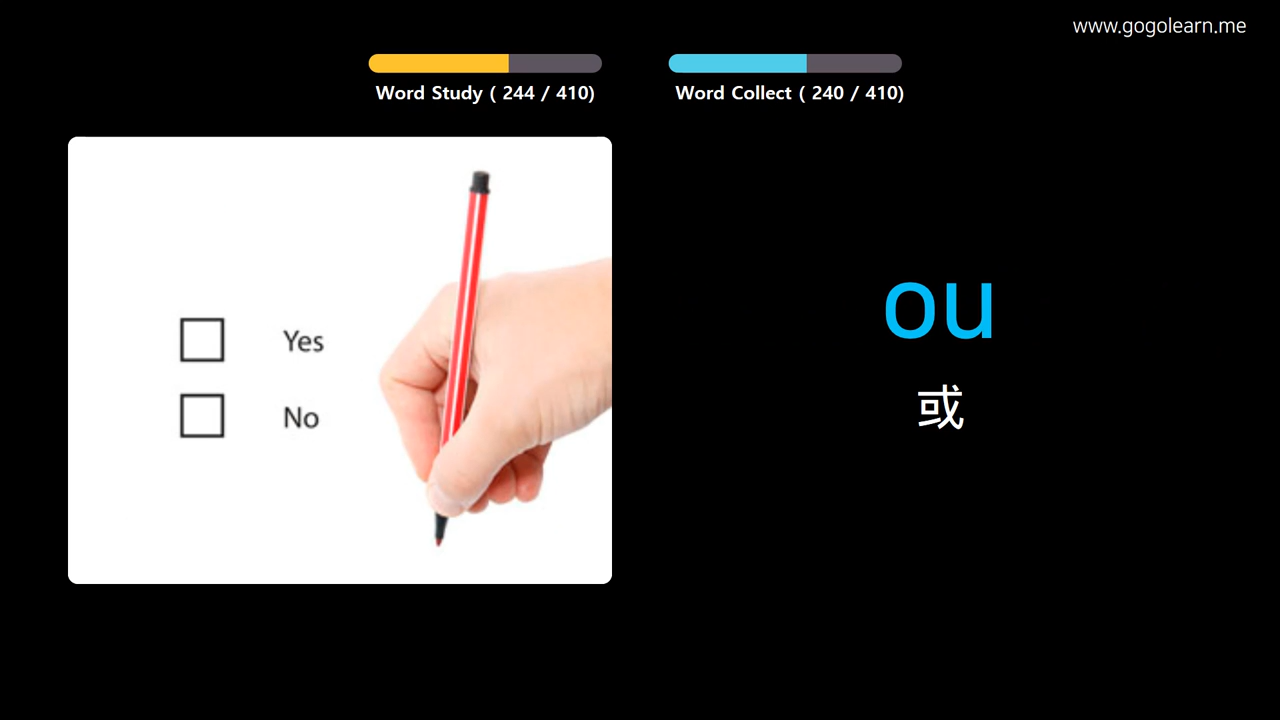 www.gogolearn.me
Word Study ( 244 / 410)
Word Collect ( 240 / 410)
Yes
No
ou
或